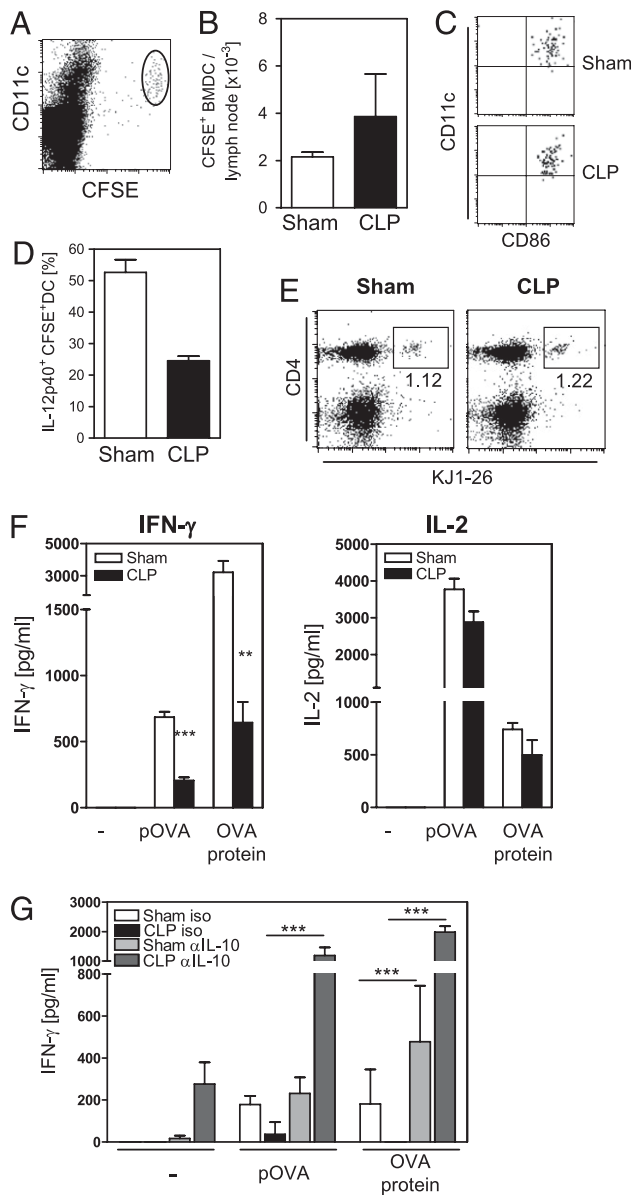 A
CD11c
CFSE
B
CFSE+ BMDC /
lymph node [x10-3]
8
6
4
2
0
Sham
CLP
C
CD11c
Sham
CLP
CD86
D
IL-12p40+ CFSE+DC [%]
60
50
40
30
20
10
0
Sham
CLP
E
Sham
CLP
CD4
1.12
1.22
KJ1-26
F
IFN-γ
IFN-γ [pg/ml]
5000
3000
1500
1000
500
0
Sham
CLP
***
**
-
pOVA
OVA
protein
IL-2
IL-2 [pg/ml]
5000
4000
3000
2000
1000
500
0
Sham
CLP
-
pOVA
OVA
protein
G
IFN-γ [pg/ml]
3000
2000
1000
800
600
400
200
0
Sham iso
CLP iso
Sham αIL-10
CLP αIL-10
***
***
***
-
pOVA
OVA
protein